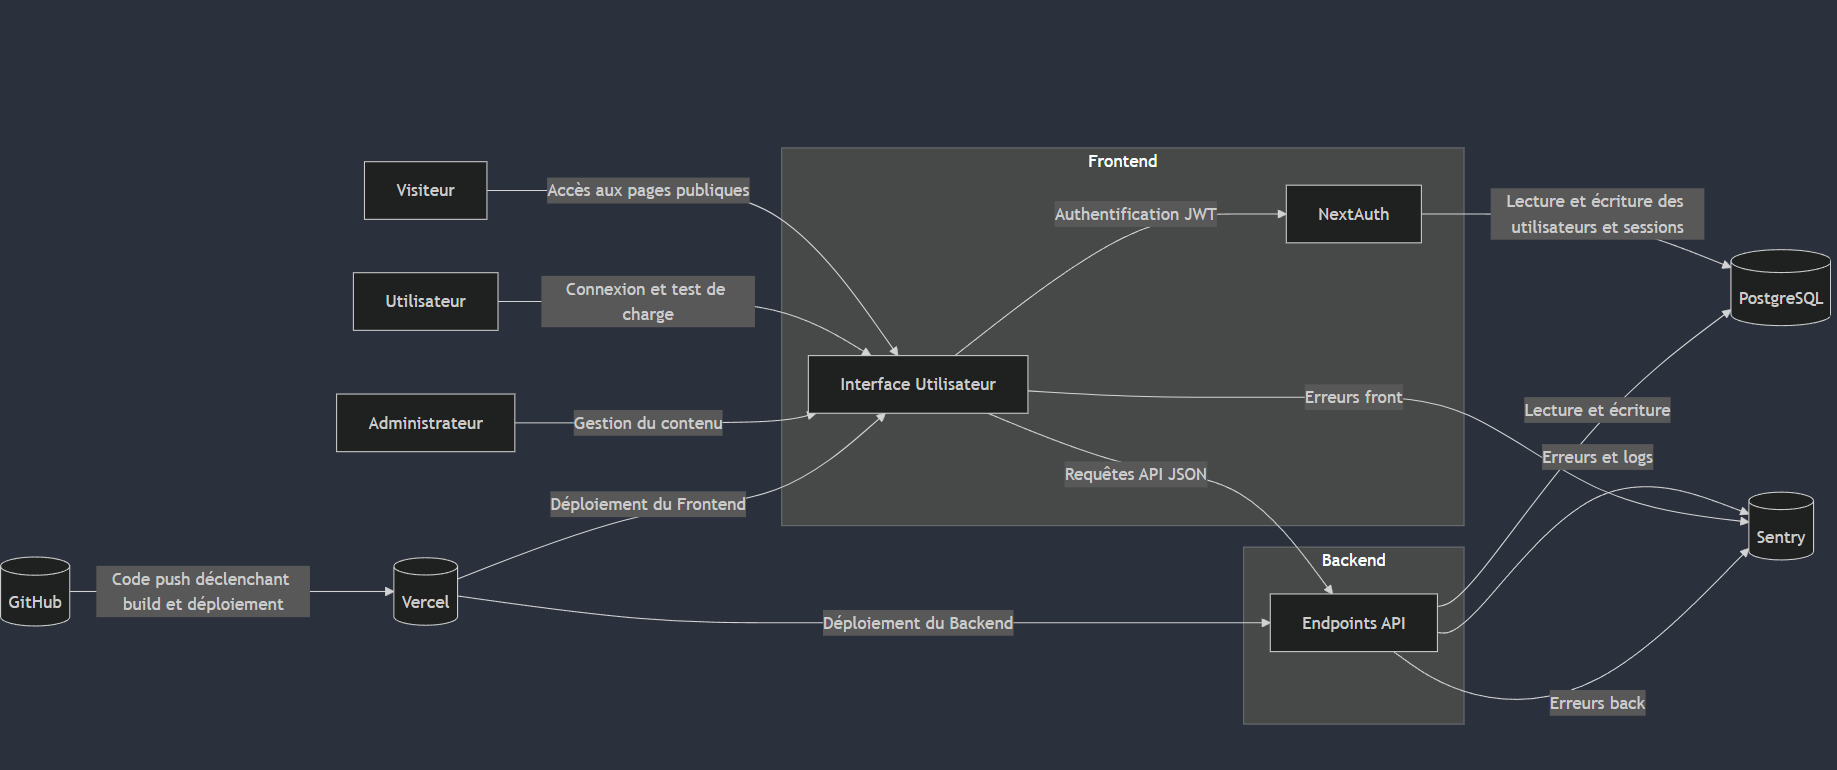 Frontend
Visiteur
Accès aux pages publiques
NextAuth
Authentification JWT
Lecture et écriture des
utilisateurs et sessions
Utilisateur
Connexion et test de
charge
PostgreSQL
Interface Utilisateur
Erreurs front
Lecture et écriture
Administrateur
Gestion du contenu
Erreurs et logs
Requêtes API JSON
Déploiement du Frontend
Sentry
Backend
GitHub
Code push déclenchant
build et déploiement
Vercel
Déploiement du Backend
Endpoints API
Erreurs back